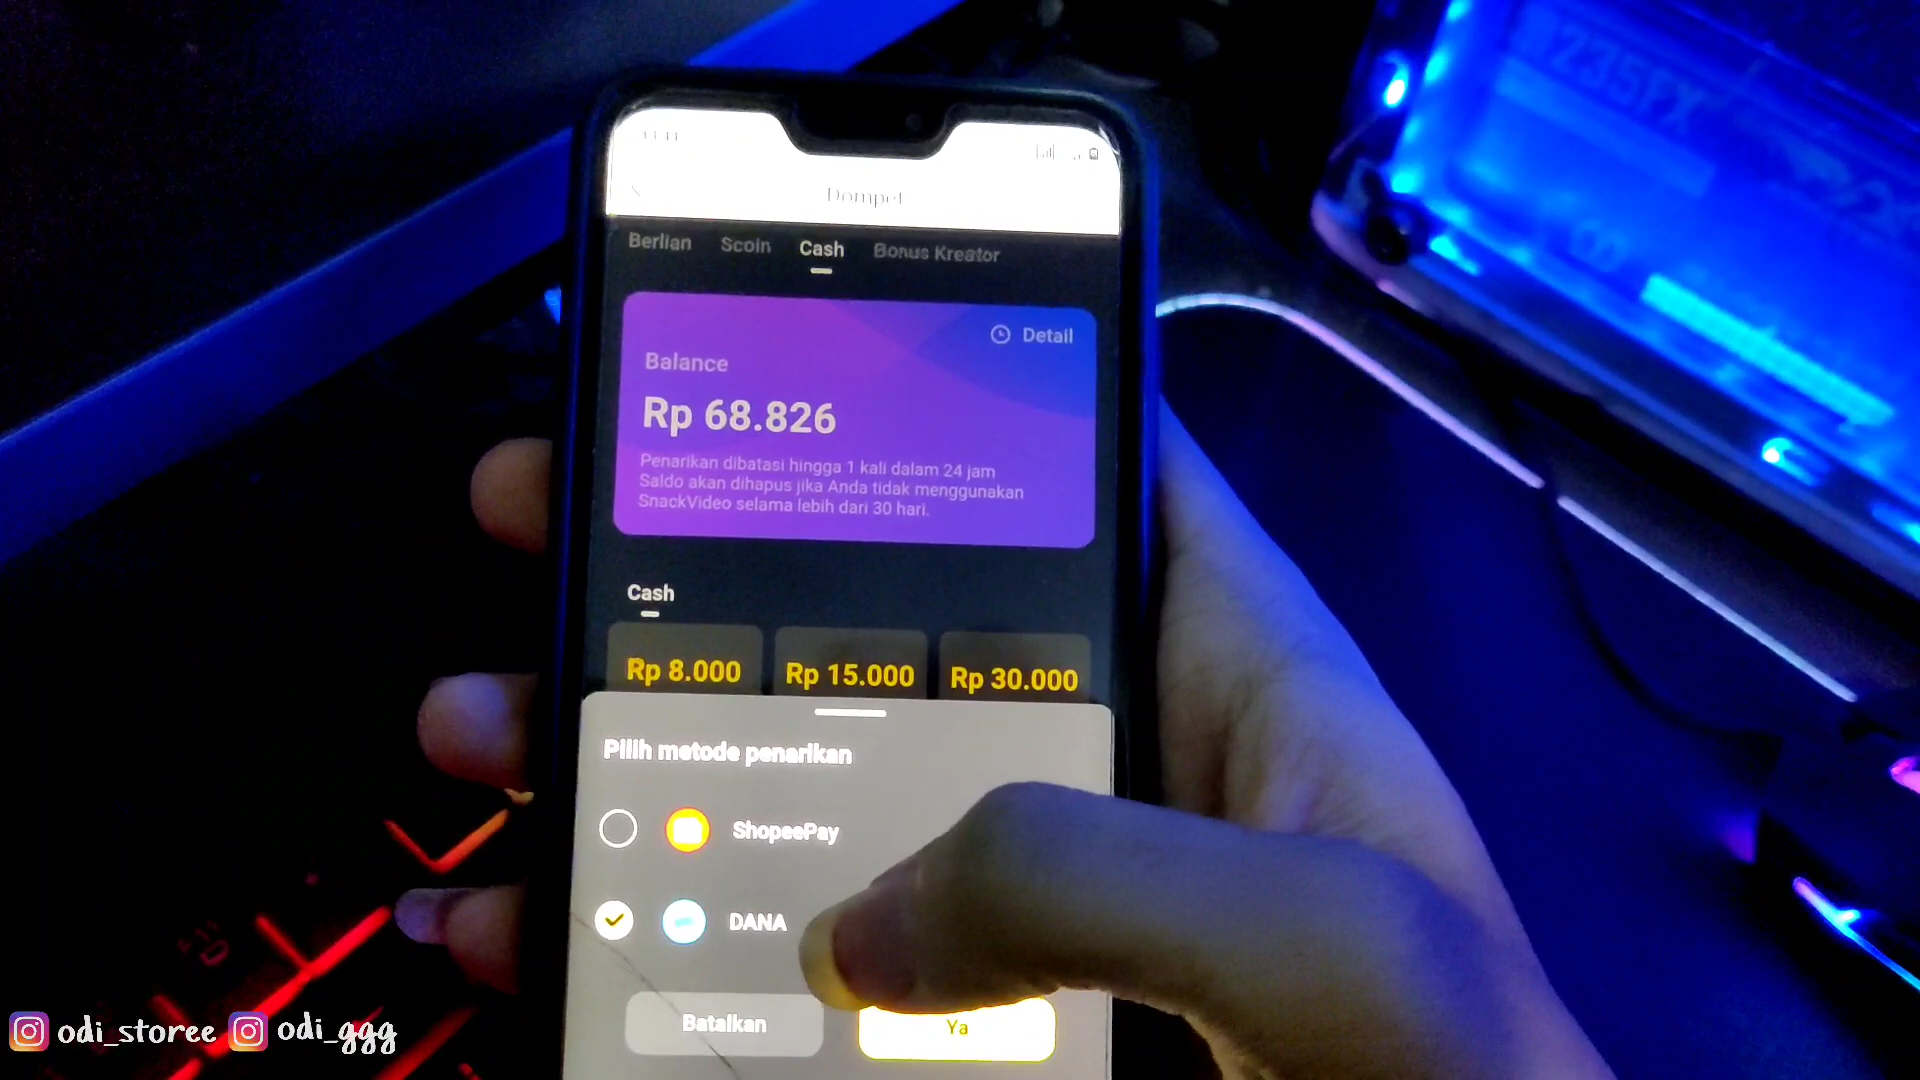 11:11
Dompet
Berlian Scoin Cash Bonus Kreator
Detail
Balance
Rp 68.826
Penarikan dibatasi hingga 1 kali dalam 24 jam
Saldo akan dihapus jika Anda tidak menggunakan
SnackVideo selama lebih dari 30 hari.
Cash
Rp 8.000 Rp 15.000 Rp 30.000
Pilih metode penarikan
ShopeePay
DANA
Batalkan Ya
odi_storee odi_ggg